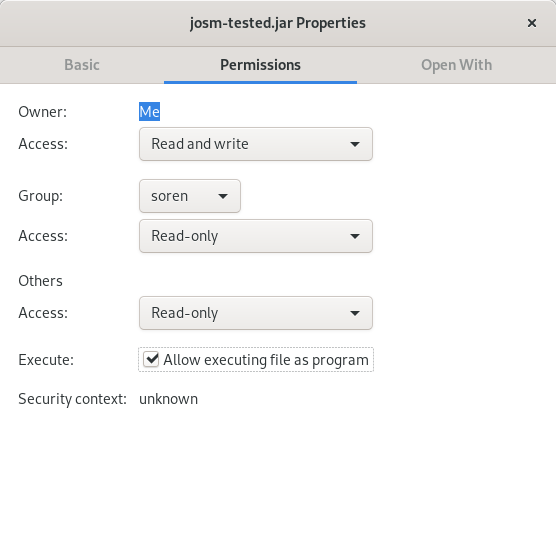 josm-tested.jar Properties
Basic Permissions Open With
Owner: Me
Access: Read and write
Group: soren
Access: Read-only
Others
Access: Read-only
Execute: Allow executing file as program
Security context: unknown